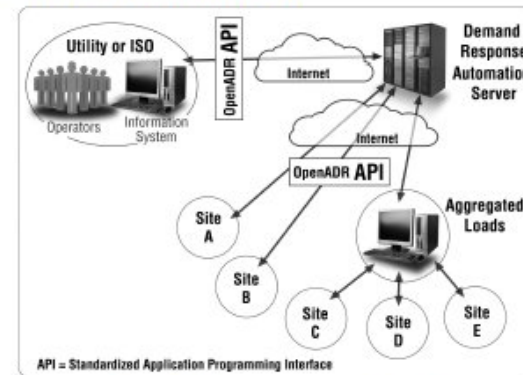 Utility or ISO
Operators
Information
System
OpenADR API
Internet
Demand
Response
Automation
Server
Internet
OpenADR API
Site
A
Site
B
Aggregated
Loads
Site
C
Site
D
Site
E
API = Standardized Application Programming Interface